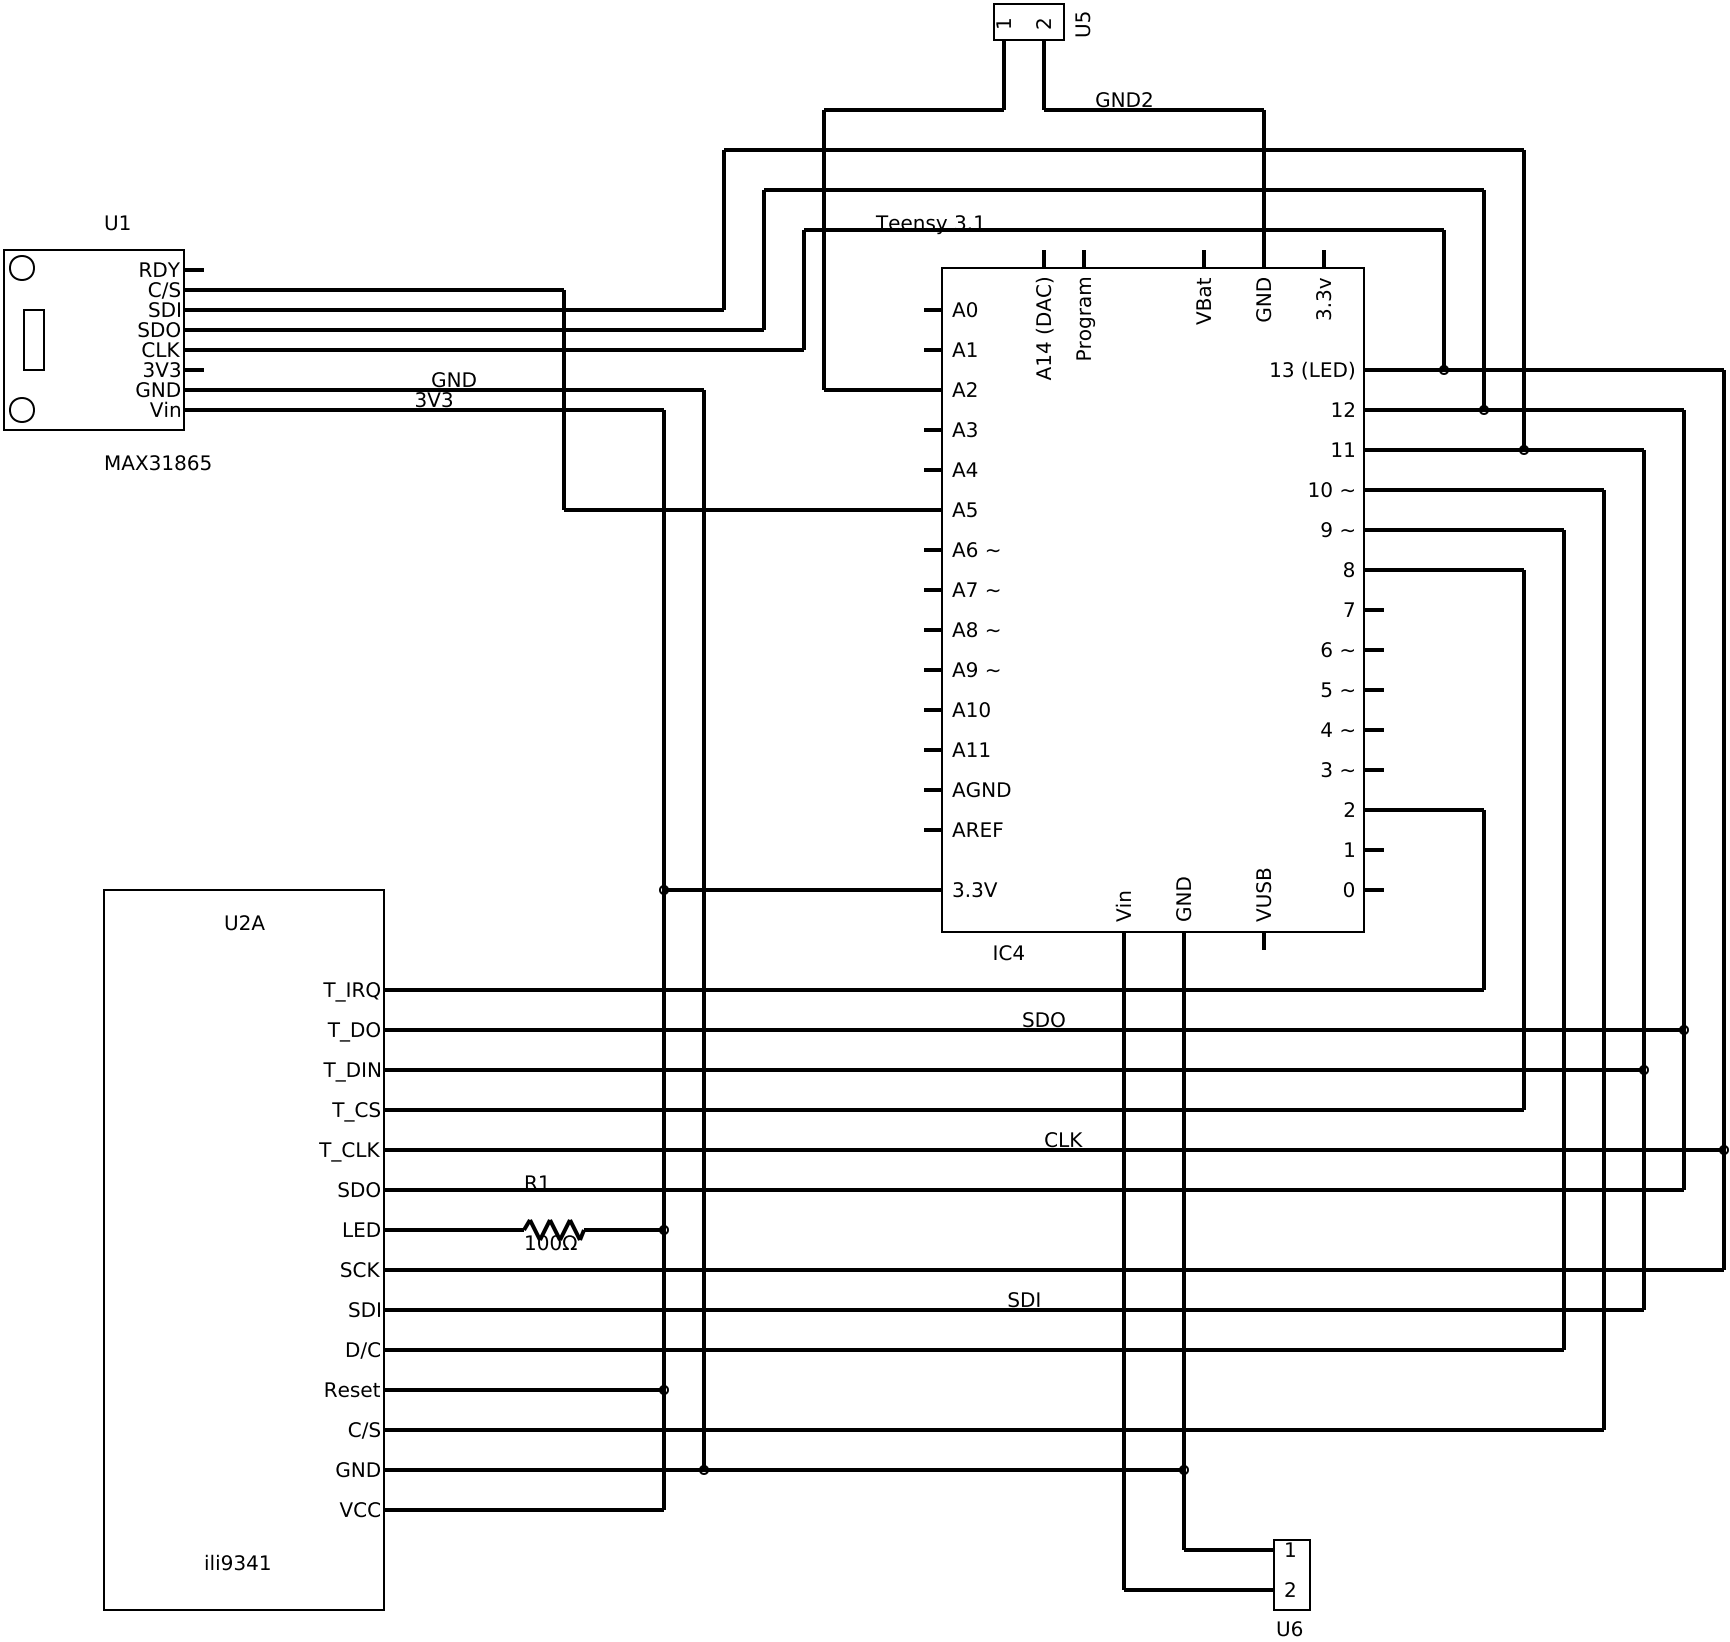 1 2 U5
GND2
U1
Teensy 3.1
RDY
C/S
SDI
SDO
CLK
3V3
GND
Vin
GND
3V3
MAX31865
A14 (DAC)
Program
VBat
GND
3.3v
A0
A1
A2
A3
A4
A5
A6 ~
A7 ~
A8 ~
A9 ~
A10
A11
AGND
AREF
3.3V
13 (LED)
12
11
10 ~
9 ~
8
7
6 ~
5 ~
4 ~
3 ~
2
1
0
Vin
GND
VUSB
IC4
U2A
T_IRQ
T_DO
T_DIN
T_CS
T_CLK
SDO
LED
SCK
SDI
D/C
Reset
C/S
GND
VCC
ili9341
SDO
CLK
R1
100Ω
SDI
1
2
U6